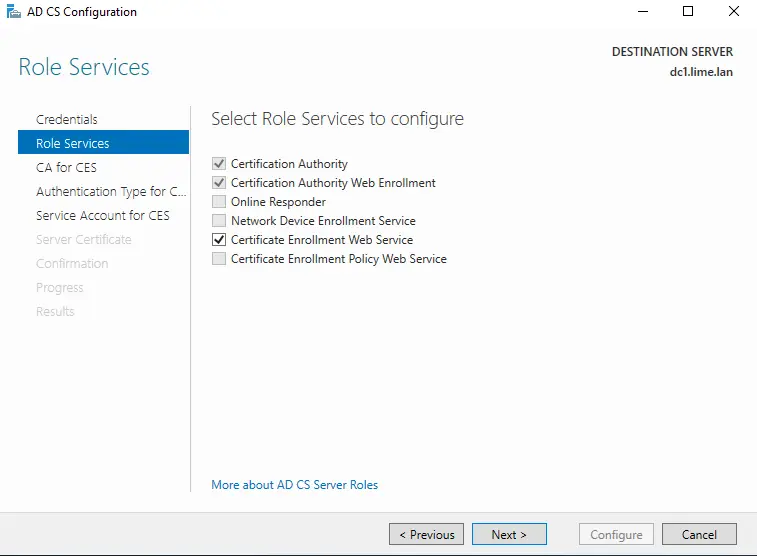 AD CS Configuration
DESTINATION SERVER
dc1.lime.lan
Role Services
Credentials
Role Services
CA for CES
Authentication Type for C...
Service Account for CES
Server Certificate
Confirmation
Progress
Results
Select Role Services to configure
Certification Authority
Certification Authority Web Enrollment
Online Responder
Network Device Enrollment Service
Certificate Enrollment Web Service
Certificate Enrollment Policy Web Service
More about AD CS Server Roles
< Previous
Next >
Configure
Cancel